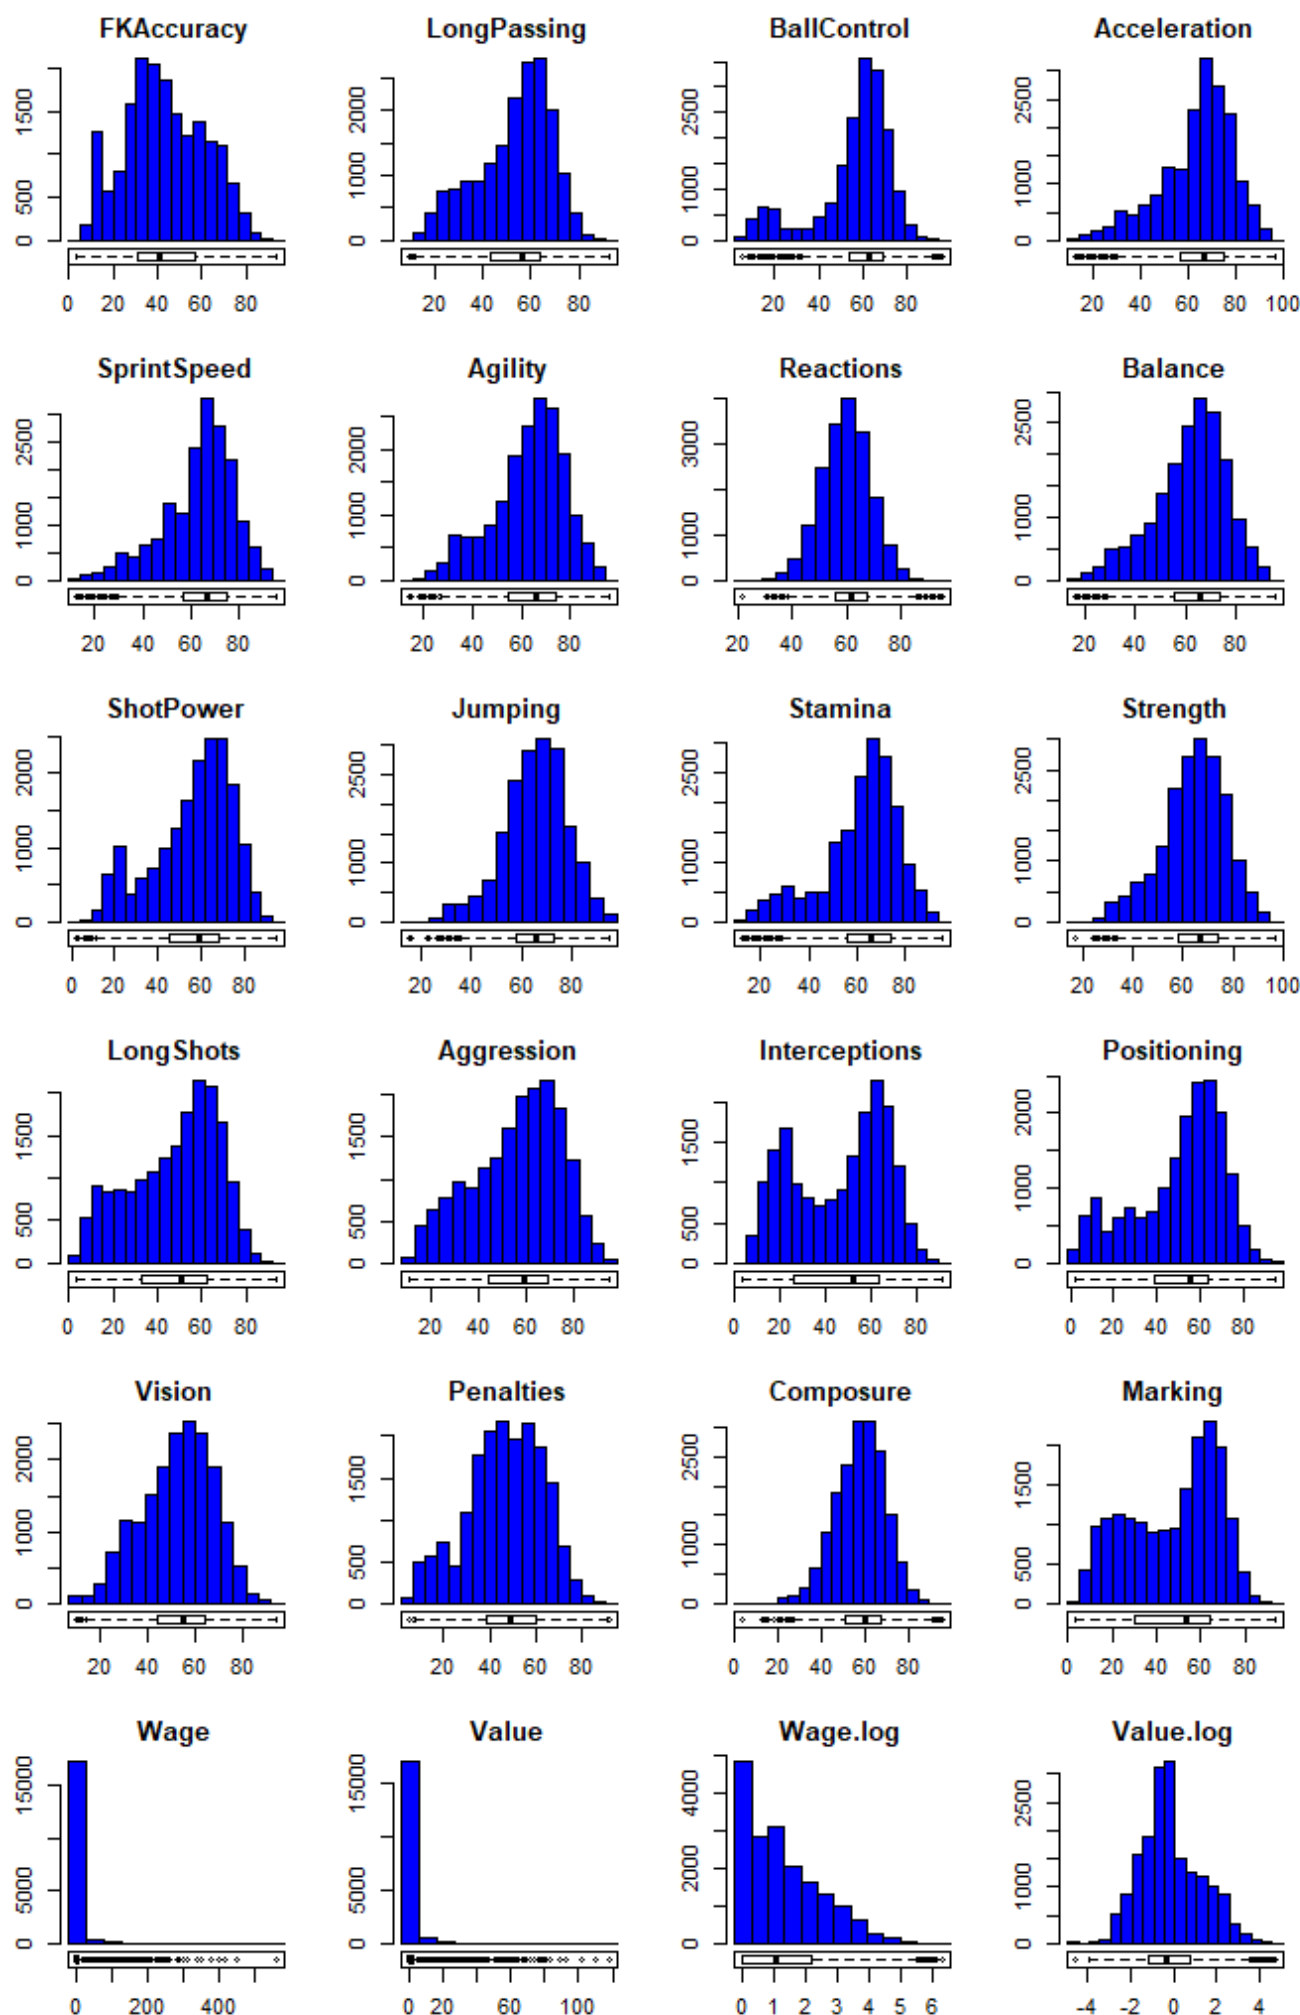 FKAccuracy LongPassing BallControl Acceleration
0 500 1500 0 1000 2000 0 1000 2500 0 1000 2500
0 20 40 60 80 20 40 60 80 20 40 60 80 20 40 60 80 100
SprintSpeed Agility Reactions Balance
0 1000 2500 0 1000 2000 0 1000 3000 0 1000 2500
20 40 60 80 20 40 60 80 20 40 60 80 20 40 60 80
ShotPower Jumping Stamina Strength
0 1000 2000 0 1000 2500 0 1000 2500 0 1000 2500
0 20 40 60 80 20 40 60 80 20 40 60 80 20 40 60 80 100
LongShots Aggression Interceptions Positioning
0 500 1500 0 500 1500 0 500 1500 0 1000 2000
0 20 40 60 80 20 40 60 80 0 20 40 60 80 0 20 40 60 80
Vision Penalties Composure Marking
0 1000 2000 0 500 1500 0 1000 2500 0 500 1500
20 40 60 80 20 40 60 80 0 20 40 60 80 0 20 40 60 80
Wage Value Wage.log Value.log
0 5000 15000 0 5000 15000 0 2000 4000 0 1000 2500
0 200 400 0 20 60 100 0 1 2 3 4 5 6 -4 -2 0 2 4